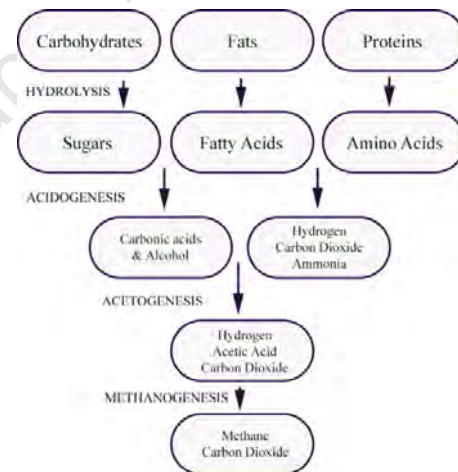 Carbohydrates
Fats
Proteins
HYDROLYSIS
Sugars
Fatty Acids
Amino Acids
ACIDOGENESIS
Carbonic acids
& Alcohol
Hydrogen
Carbon Dioxide
Ammonia
ACETOGENESIS
Hydrogen
Acetic Acid
Carbon Dioxide
METHANOGENESIS
Methane
Carbon Dioxide